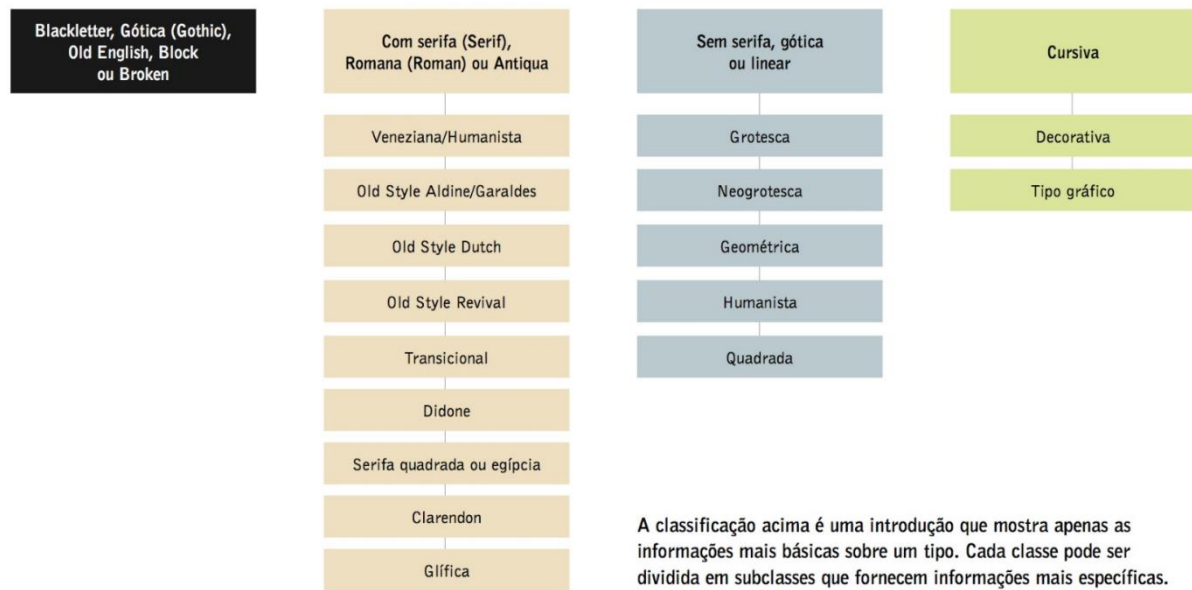 Blackletter, Gótica (Gothic),
Old English, Block
ou Broken
Com serifa (Serif),
Romana (Roman) ou Antiqua
Veneziana/Humanista
Old Style Aldine/Garaldes
Old Style Dutch
Old Style Revival
Transicional
Didone
Serifa quadrada ou egípcia
Clarendon
Glífica
Sem serifa, gótica
ou linear
Grotesca
Neogrotesca
Geométrica
Humanista
Quadrada
Cursiva
Decorativa
Tipo gráfico
A classificação acima é uma introdução que mostra apenas as
informações mais básicas sobre um tipo. Cada classe pode ser
dividida em subclasses que fornecem informações mais específicas.